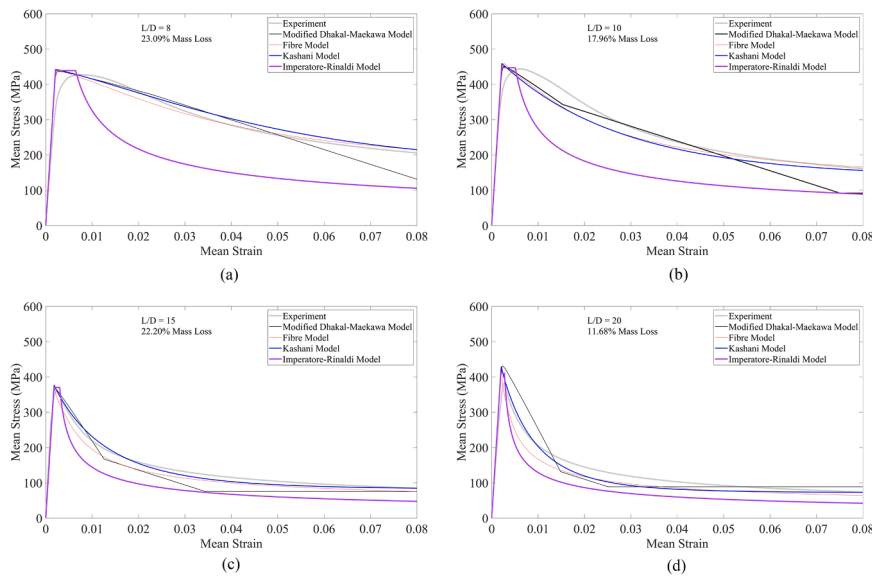 L/D = 8
23.09% Mass Loss
Experiment
Modified Dhakal-Maekawa Model
Fibre Model
Kashani Model
Imperatore-Rinaldi Model
600
500
400
300
200
100
0
Mean Stress (MPa)
0 0.01 0.02 0.03 0.04 0.05 0.06 0.07 0.08
Mean Strain
(a)
L/D = 10
17.96% Mass Loss
Experiment
Modified Dhakal-Maekawa Model
Fibre Model
Kashani Model
Imperatore-Rinaldi Model
600
500
400
300
200
100
0
Mean Stress (MPa)
0 0.01 0.02 0.03 0.04 0.05 0.06 0.07 0.08
Mean Strain
(b)
L/D = 15
22.20% Mass Loss
Experiment
Modified Dhakal-Maekawa Model
Fibre Model
Kashani Model
Imperatore-Rinaldi Model
600
500
400
300
200
100
0
Mean Stress (MPa)
0 0.01 0.02 0.03 0.04 0.05 0.06 0.07 0.08
Mean Strain
(c)
L/D = 20
11.68% Mass Loss
Experiment
Modified Dhakal-Maekawa Model
Fibre Model
Kashani Model
Imperatore-Rinaldi Model
600
500
400
300
200
100
0
Mean Stress (MPa)
0 0.01 0.02 0.03 0.04 0.05 0.06 0.07 0.08
Mean Strain
(d)